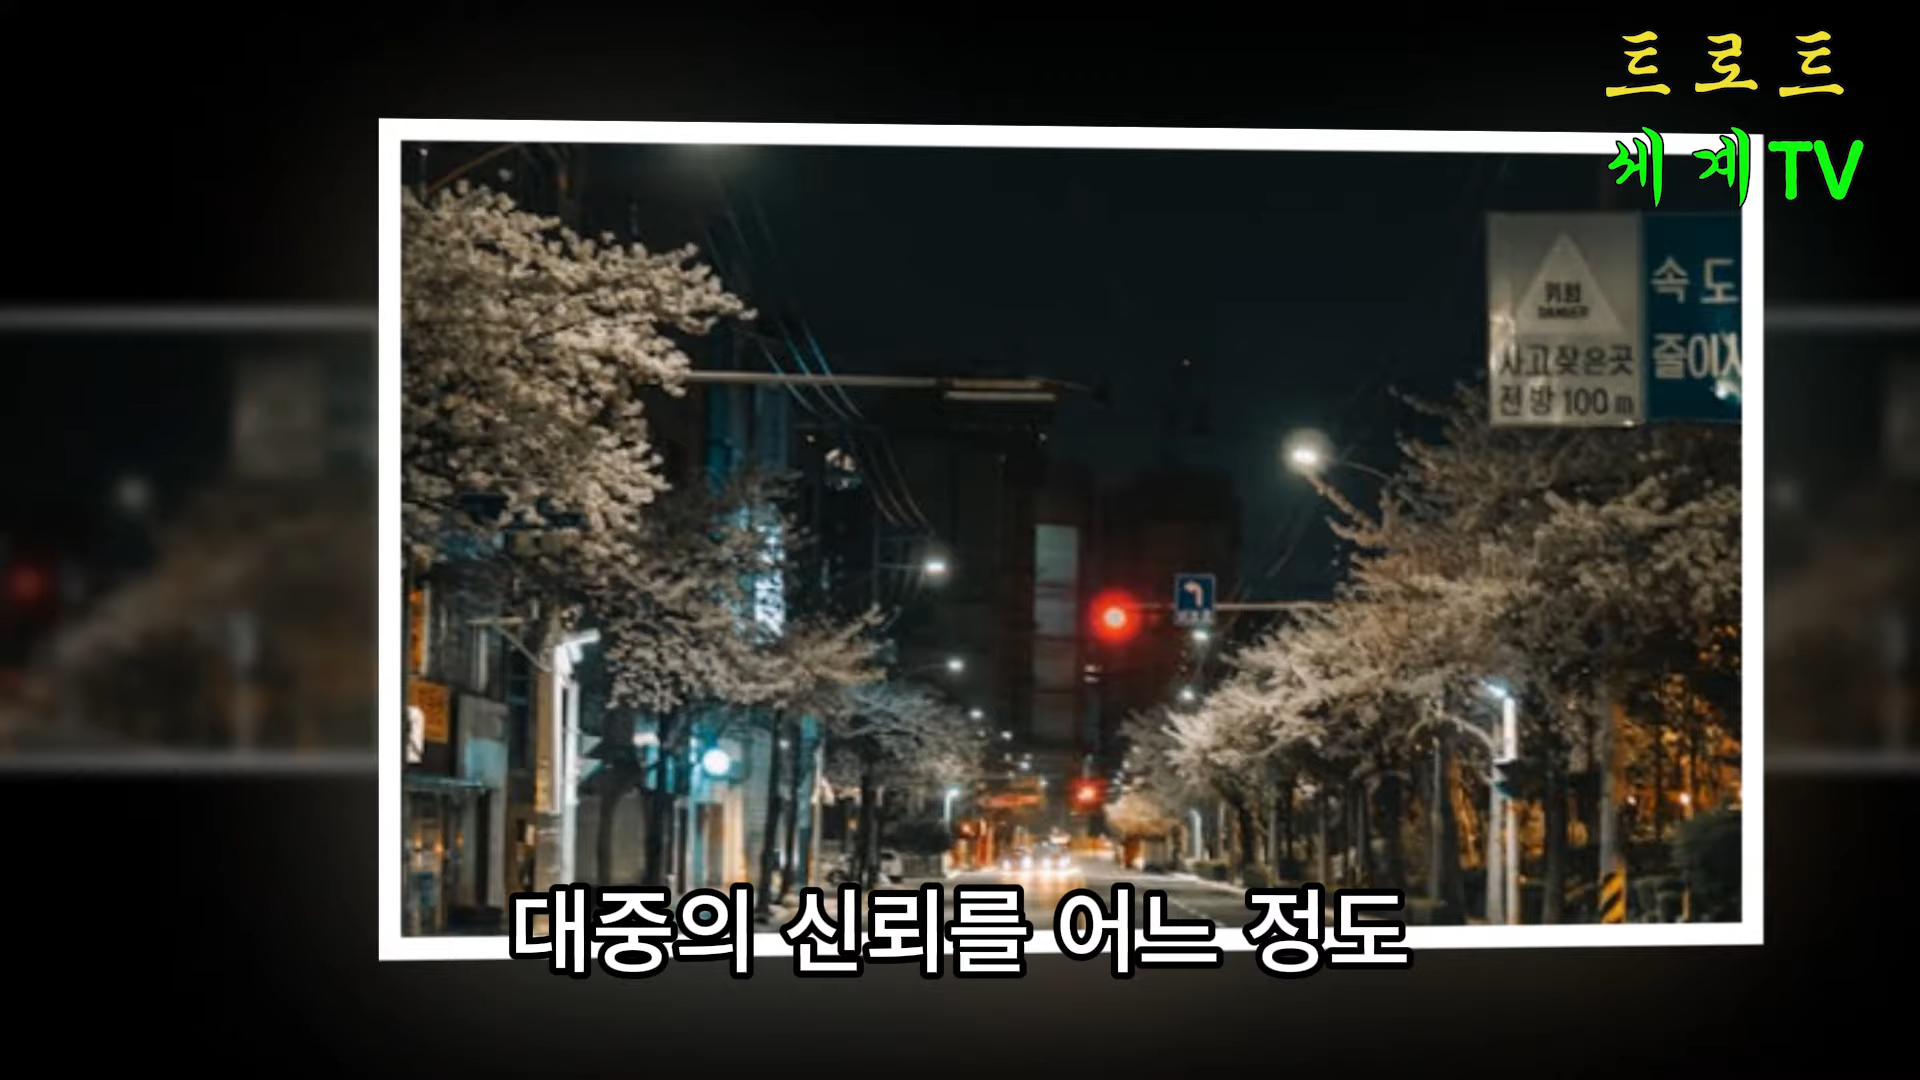 트로트
세계TV
위험
DANGER
사고잦은곳
전방 100m
속도
줄이
대중의 신뢰를 어느 정도